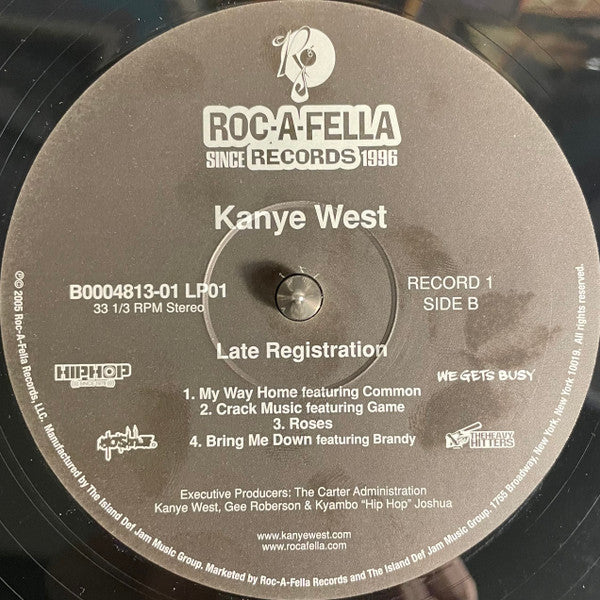 R
ROC-A-FELLA
SINCE RECORDS 1996
Kanye West
B0004813-01 LP01
33 1/3 RPM Stereo
RECORD 1
SIDE B
Late Registration
HIP HOP
WE GETS BUSY
1. My Way Home featuring Common
2. Crack Music featuring Game
3. Roses
4. Bring Me Down featuring Brandy
THE HEAVY
HITTERS
Executive Producers: The Carter Administration
Kanye West, Gee Roberson & Kyambo "Hip Hop" Joshua
www.kanyewest.com
www.rocafella.com
℗© 2005 Roc-A-Fella Records, LLC. Manufactured by The Island Def Jam Music Group. Marketed by Roc-A-Fella Records and The Island Def Jam Music Group. 1755 Broadway, New York, New York 10019. All rights reserved.